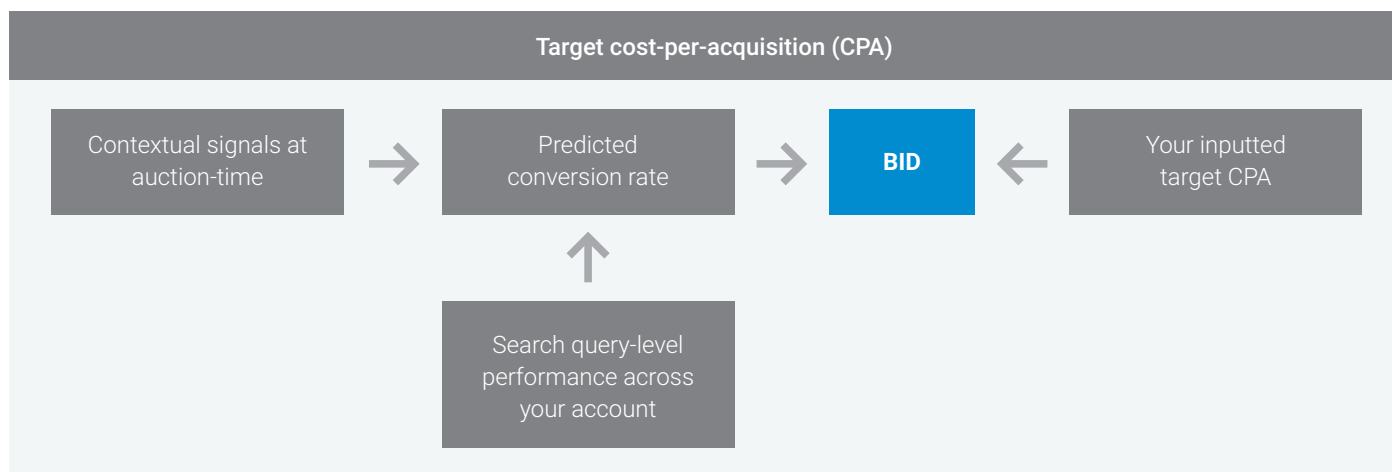 Target cost-per-acquisition (CPA)
Contextual signals at
auction-time
Predicted
conversion rate
BID
Your inputted
target CPA
Search query-level
performance across
your account